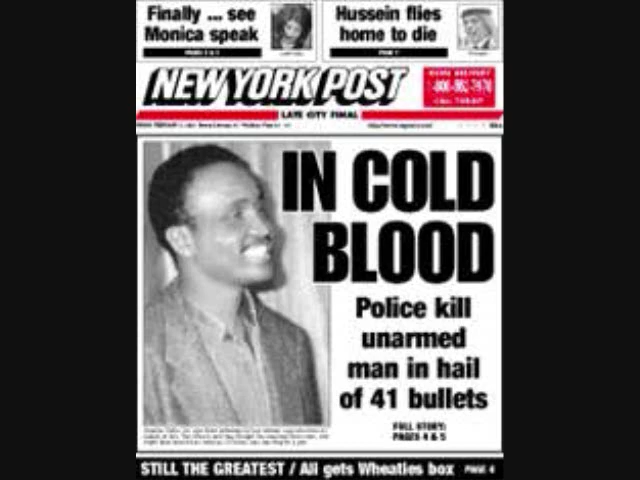 Finally ... see
Monica speak
Hussein flies
home to die
NEW YORK POST
LATE CITY FINAL
IN COLD
BLOOD
Police kill
unarmed
man in hail
of 41 bullets
FULL STORY:
PAGES 4 & 5
STILL THE GREATEST / Ali gets Wheaties box PAGE 6